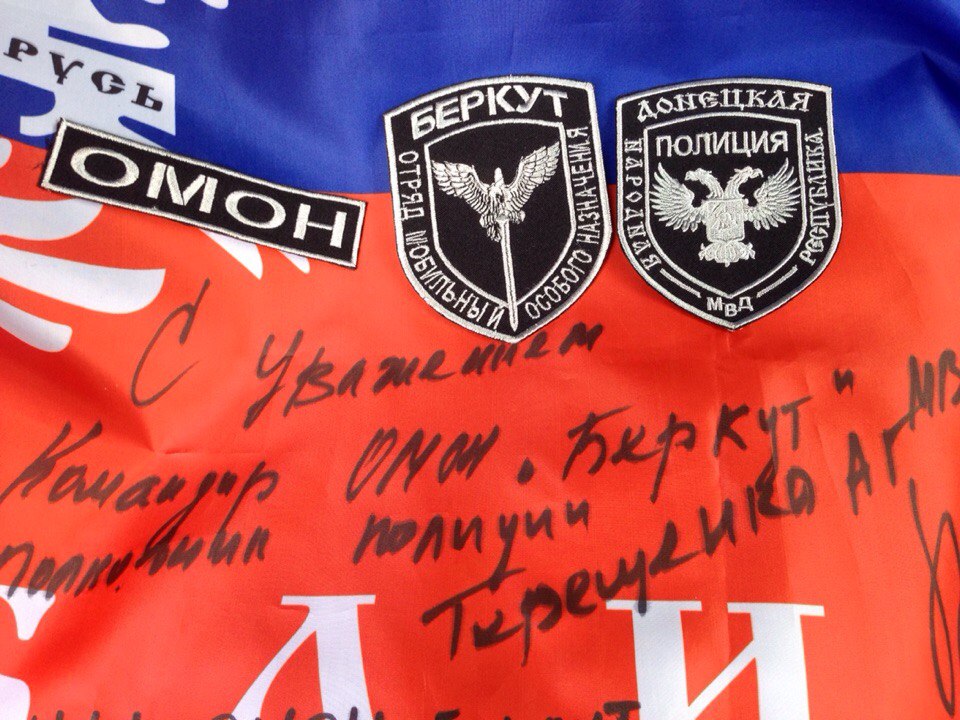 РУСЬ
ОМОН
БЕРКУТ
ОТРЯД МОБИЛЬНЫЙ ОСОБОГО НАЗНАЧЕНИЯ
ДОНЕЦКАЯ
НАРОДНАЯ РЕСПУБЛИКА
ПОЛИЦИЯ
МВД
С Уважением
Командир ОМОН "Беркут" МВ
Полковник полиции Терещенко А Г
А И